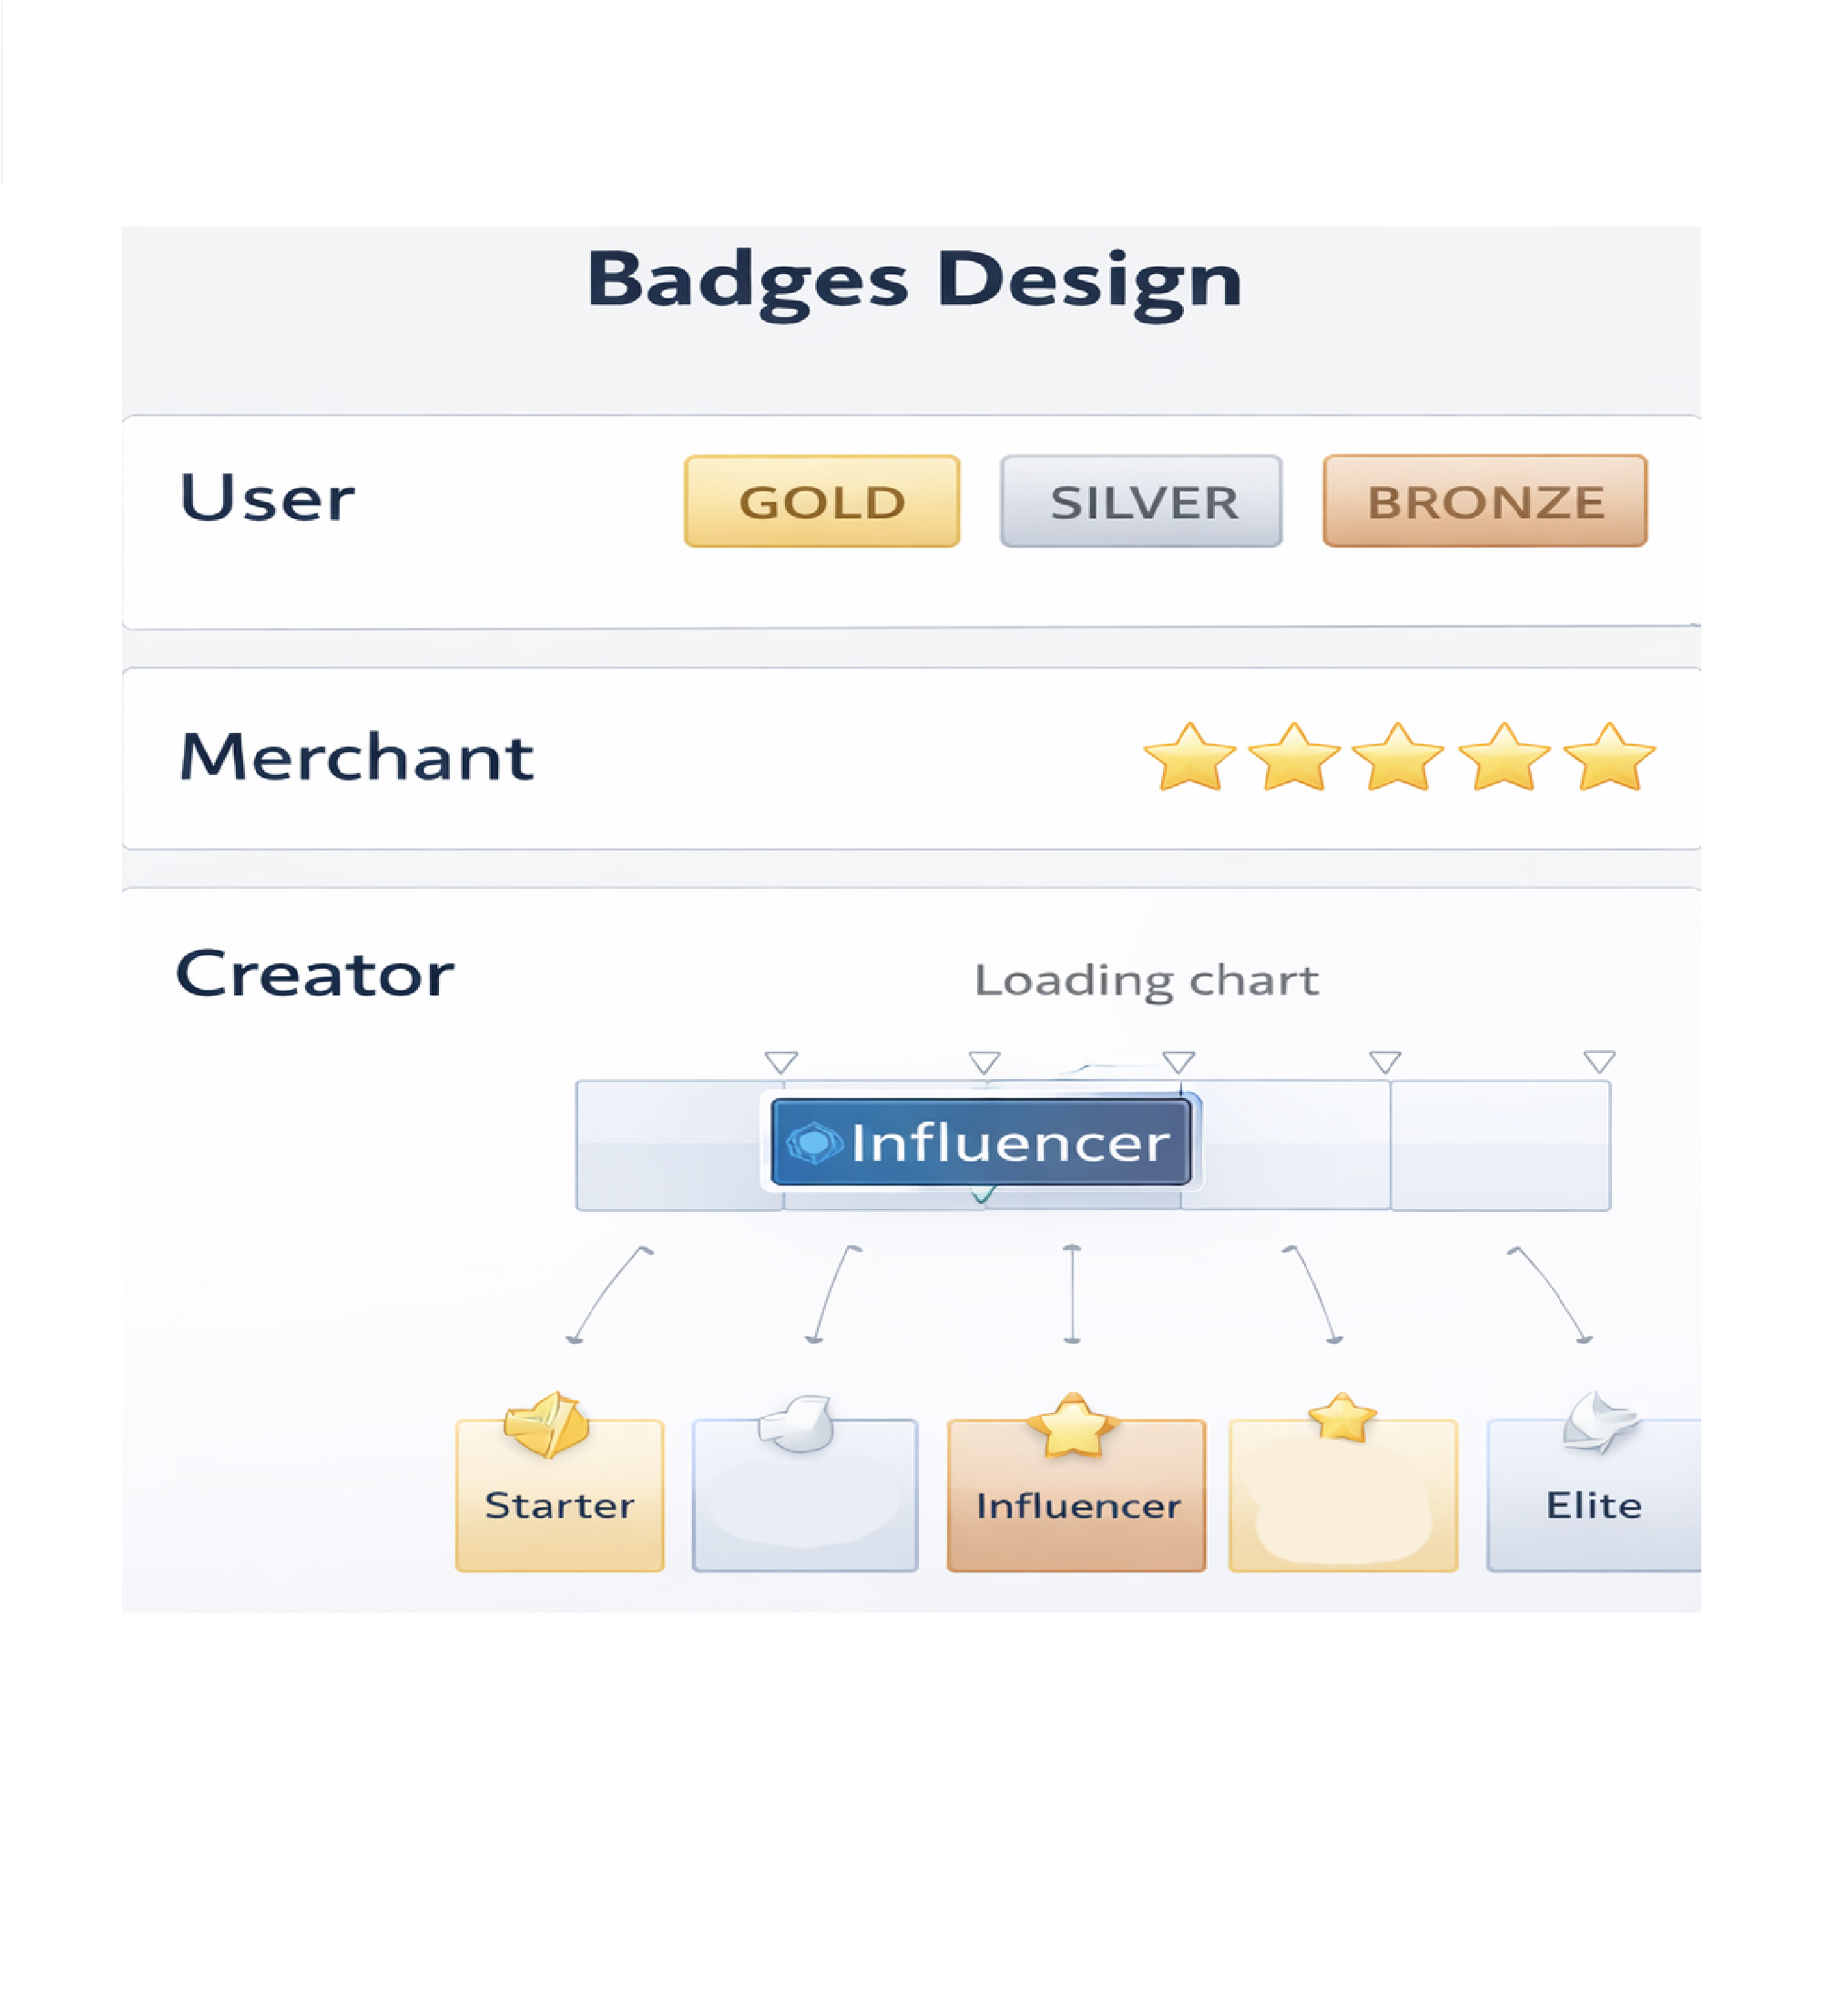 Badges Design
User GOLD SILVER BRONZE
Merchant
Creator Loading chart
Influencer
Starter Influencer Elite